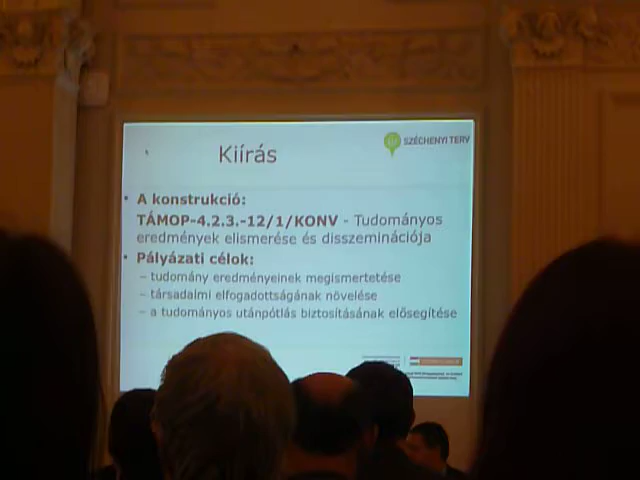 Kiírás
SZÉCHENYI TERV
• A konstrukció:
TÁMOP-4.2.3.-12/1/KONV - Tudományos
eredmények elismerése és disszeminációja
• Pályázati célok:
– tudomány eredményeinek megismertetése
– társadalmi elfogadottságának növelése
– a tudományos utánpótlás biztosításának elősegítése